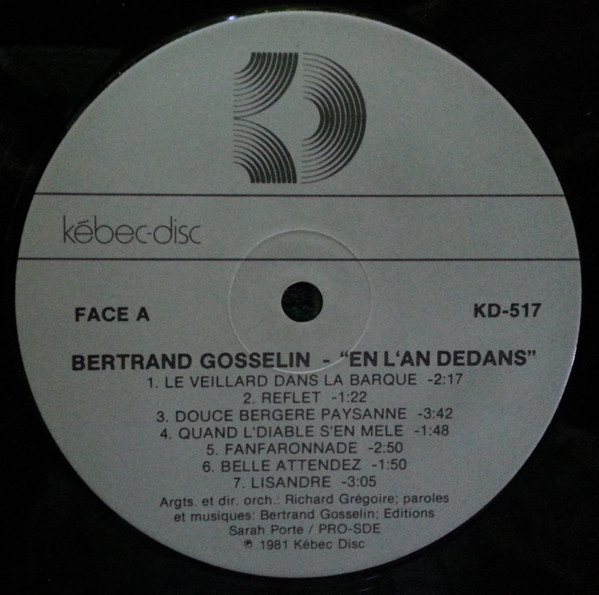 kébec-disc
FACE A
KD-517
BERTRAND GOSSELIN - "EN L'AN DEDANS"
1. LE VEILLARD DANS LA BARQUE -2:17
2. REFLET -1:22
3. DOUCE BERGERE PAYSANNE -3:42
4. QUAND L'DIABLE S'EN MELE -1:48
5. FANFARONNADE -2:50
6. BELLE ATTENDEZ -1:50
7. LISANDRE -3:05
Argts. et dir. orch.: Richard Grégoire; paroles
et musiques: Bertrand Gosselin; Editions
Sarah Porte / PRO-SDE
℗ 1981 Kébec Disc